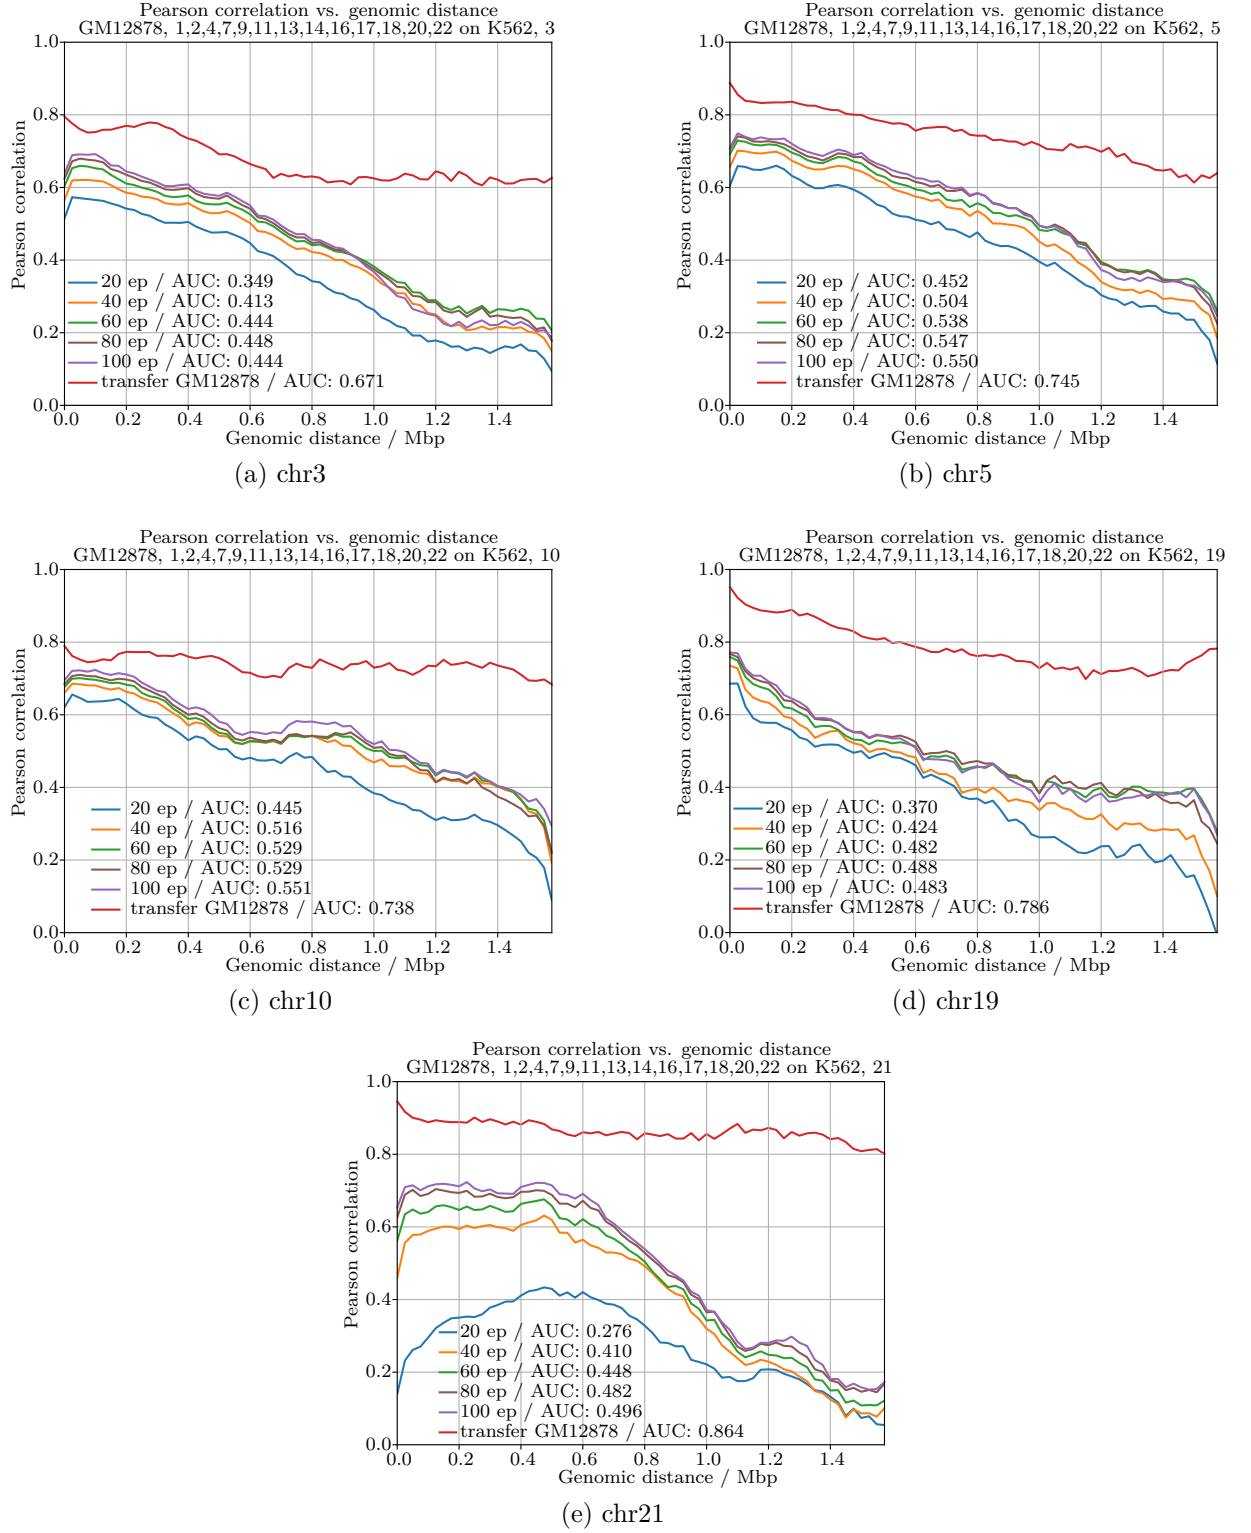 Pearson correlation vs. genomic distance
GM12878, 1,2,4,7,9,11,13,14,16,17,18,20,22 on K562, 3
1.0
0.8
0.6
0.4
0.2
0.0
Pearson correlation
20 ep / AUC: 0.349
40 ep / AUC: 0.413
60 ep / AUC: 0.444
80 ep / AUC: 0.448
100 ep / AUC: 0.444
transfer GM12878 / AUC: 0.671
0.0 0.2 0.4 0.6 0.8 1.0 1.2 1.4
Genomic distance / Mbp
(a) chr3
Pearson correlation vs. genomic distance
GM12878, 1,2,4,7,9,11,13,14,16,17,18,20,22 on K562, 5
1.0
0.8
0.6
0.4
0.2
0.0
Pearson correlation
20 ep / AUC: 0.452
40 ep / AUC: 0.504
60 ep / AUC: 0.538
80 ep / AUC: 0.547
100 ep / AUC: 0.550
transfer GM12878 / AUC: 0.745
0.0 0.2 0.4 0.6 0.8 1.0 1.2 1.4
Genomic distance / Mbp
(b) chr5
Pearson correlation vs. genomic distance
GM12878, 1,2,4,7,9,11,13,14,16,17,18,20,22 on K562, 10
1.0
0.8
0.6
0.4
0.2
0.0
Pearson correlation
20 ep / AUC: 0.445
40 ep / AUC: 0.516
60 ep / AUC: 0.529
80 ep / AUC: 0.529
100 ep / AUC: 0.551
transfer GM12878 / AUC: 0.738
0.0 0.2 0.4 0.6 0.8 1.0 1.2 1.4
Genomic distance / Mbp
(c) chr10
Pearson correlation vs. genomic distance
GM12878, 1,2,4,7,9,11,13,14,16,17,18,20,22 on K562, 19
1.0
0.8
0.6
0.4
0.2
0.0
Pearson correlation
20 ep / AUC: 0.370
40 ep / AUC: 0.424
60 ep / AUC: 0.482
80 ep / AUC: 0.488
100 ep / AUC: 0.483
transfer GM12878 / AUC: 0.786
0.0 0.2 0.4 0.6 0.8 1.0 1.2 1.4
Genomic distance / Mbp
(d) chr19
Pearson correlation vs. genomic distance
GM12878, 1,2,4,7,9,11,13,14,16,17,18,20,22 on K562, 21
1.0
0.8
0.6
0.4
0.2
0.0
Pearson correlation
20 ep / AUC: 0.276
40 ep / AUC: 0.410
60 ep / AUC: 0.448
80 ep / AUC: 0.482
100 ep / AUC: 0.496
transfer GM12878 / AUC: 0.864
0.0 0.2 0.4 0.6 0.8 1.0 1.2 1.4
Genomic distance / Mbp
(e) chr21